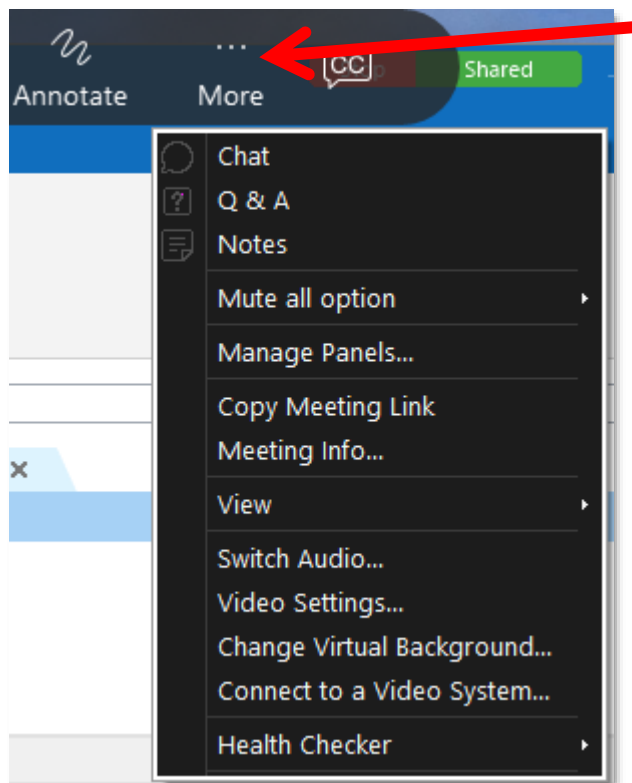 Annotate
...
More
CC
Shared
Chat
? Q & A
Notes
Mute all option
Manage Panels...
Copy Meeting Link
Meeting Info...
View
Switch Audio...
Video Settings...
Change Virtual Background...
Connect to a Video System...
Health Checker